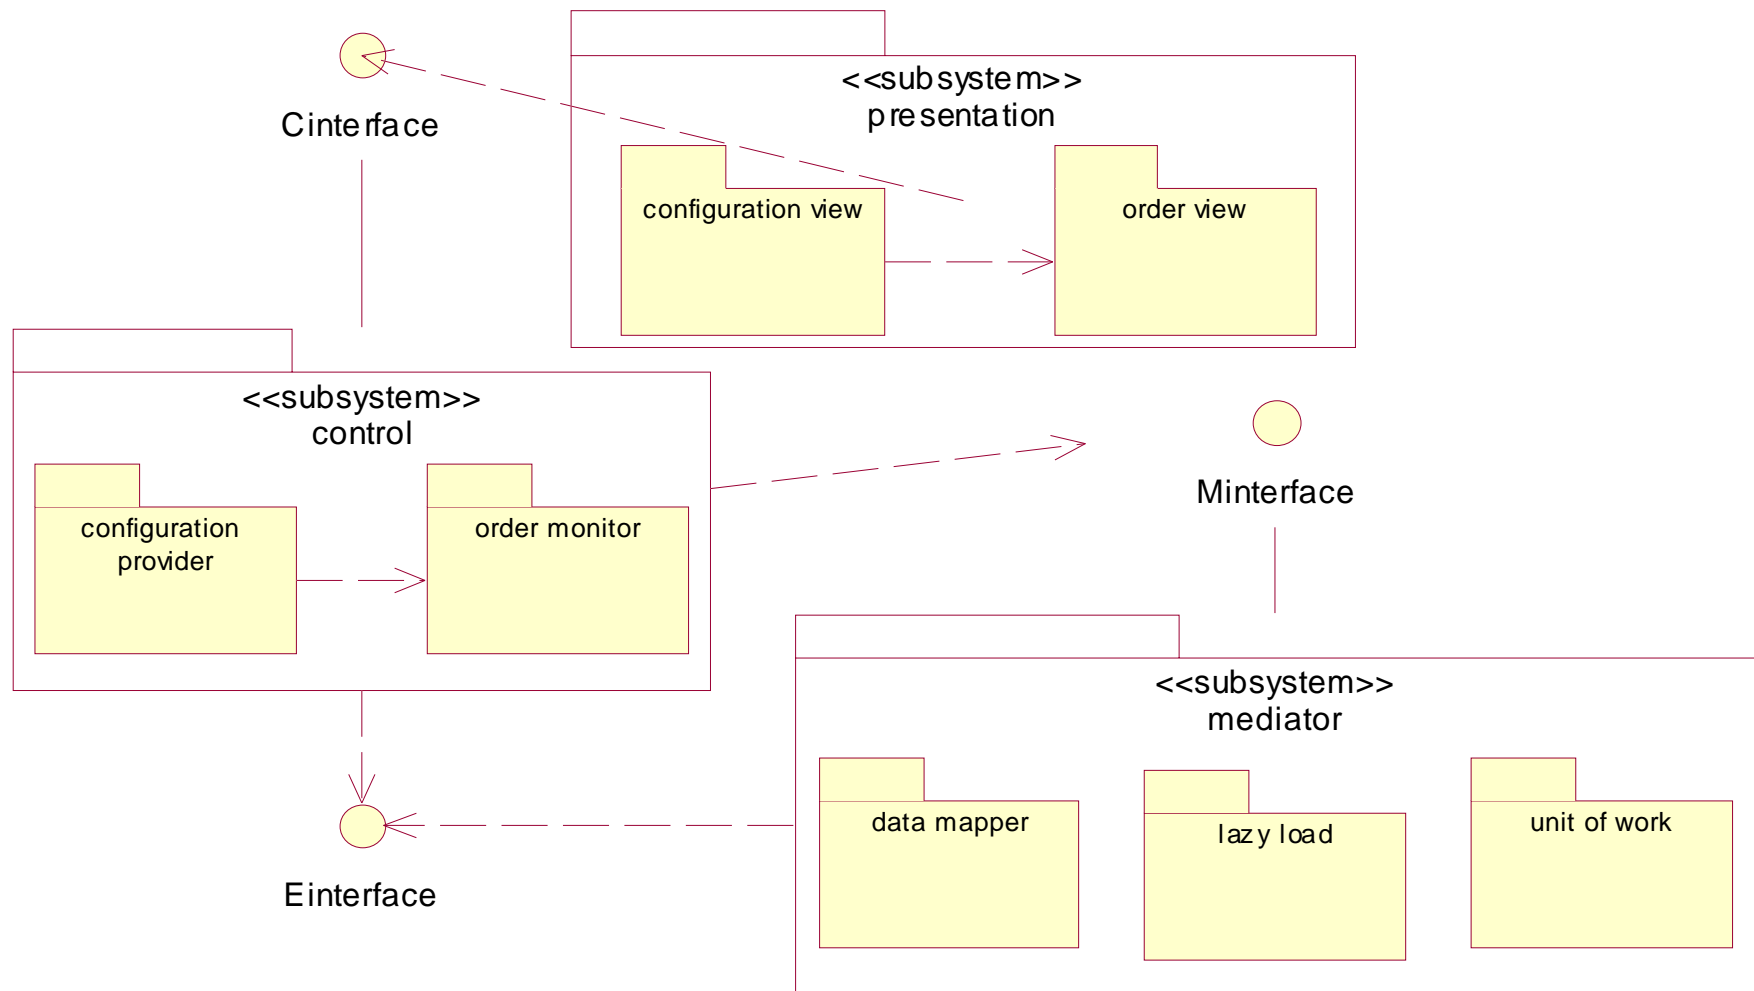 <<subsystem>>
presentation
Cinterface
configuration view
order view
<<subsystem>>
control
Minterface
configuration
provider
order monitor
<<subsystem>>
mediator
data mapper
lazy load
unit of work
Einterface